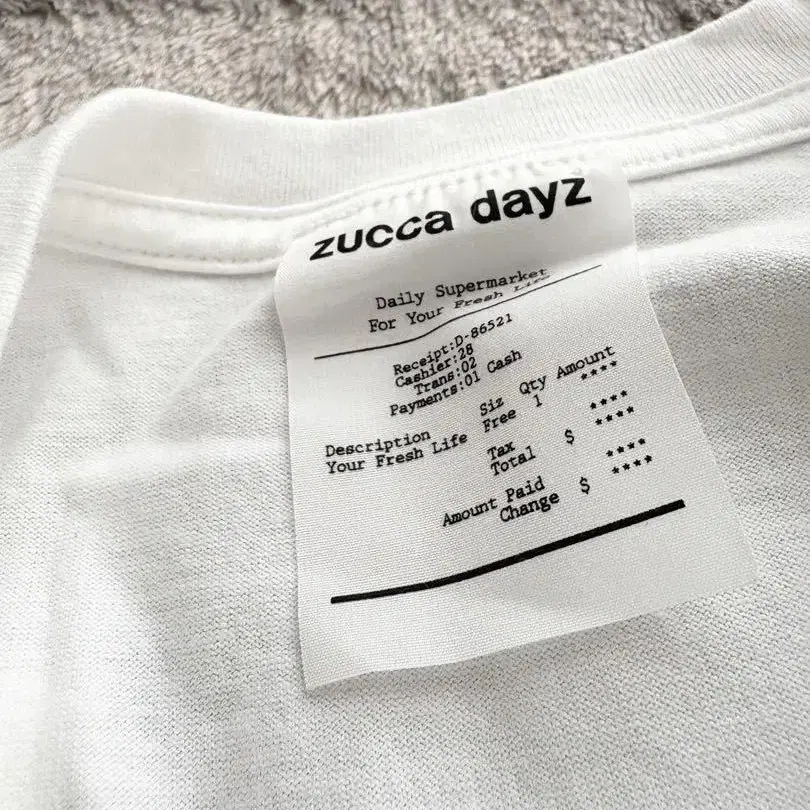 zucca dayz
Daily Supermarket
For Your Fresh Life
Receipt:D-86521
Cashier:28
Trans:02
Payments:01 Cash
Description Siz Qty Amount
Your Fresh Life Free 1 ****
Tax ****
Total $ ****
Amount Paid ****
Change $ ****